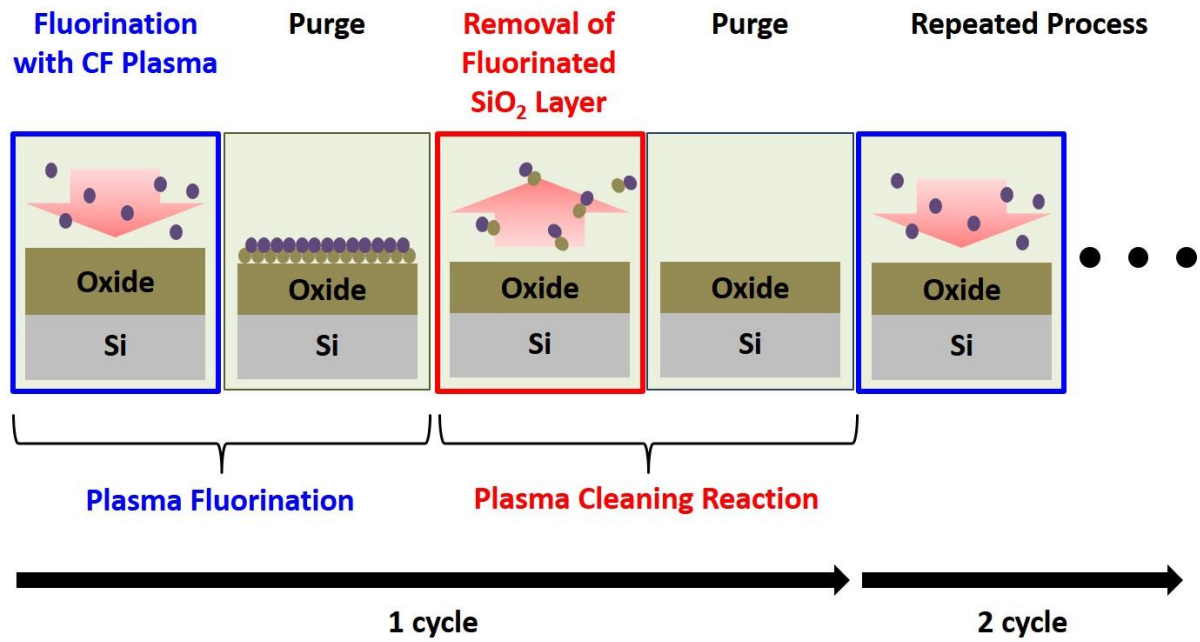 Fluorination
with CF Plasma
Purge
Removal of
Fluorinated
SiO₂ Layer
Purge
Repeated Process
Oxide
Si
Oxide
Si
Oxide
Si
Oxide
Si
Oxide
Si
Plasma Fluorination
Plasma Cleaning Reaction
1 cycle
2 cycle